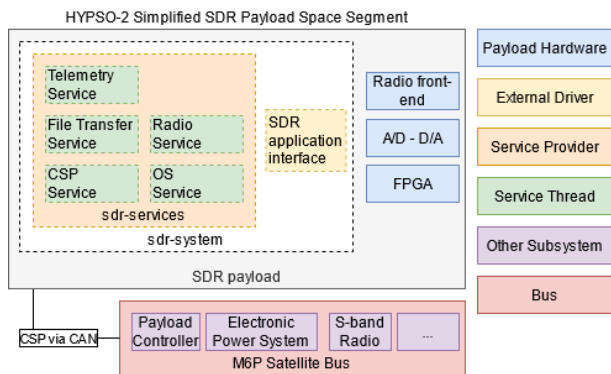 HYPSO-2 Simplified SDR Payload Space Segment
Telemetry
Service
File Transfer
Service
Radio
Service
CSP
Service
OS
Service
sdr-services
SDR
application
interface
sdr-system
Radio front-
end
A/D - D/A
FPGA
SDR payload
Payload Hardware
External Driver
Service Provider
Service Thread
Other Subsystem
Bus
CSP via CAN
Payload
Controller
Electronic
Power System
S-band
Radio
...
M6P Satellite Bus